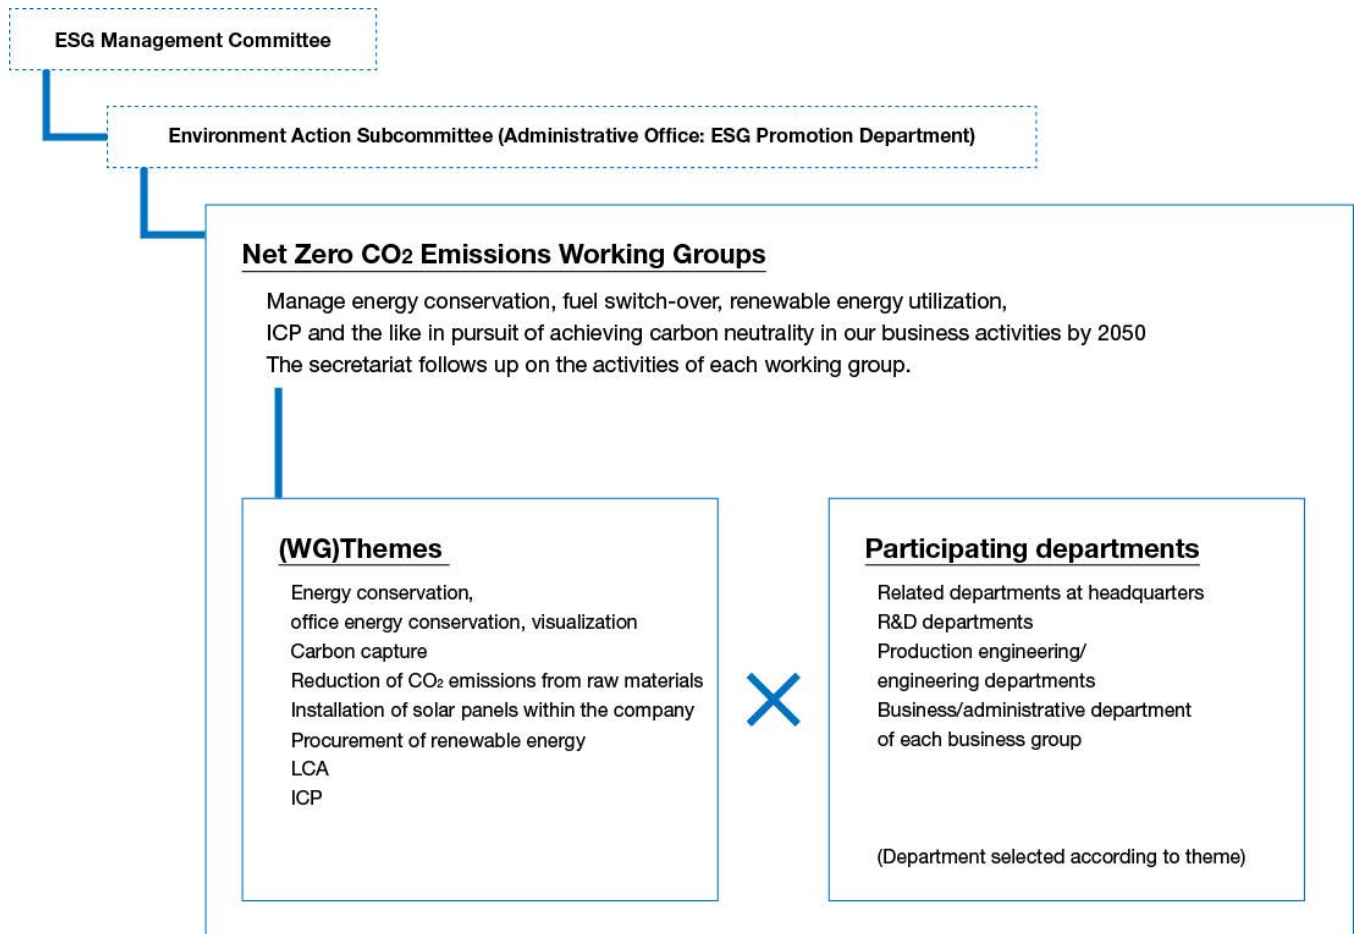 ESG Management Committee
Environment Action Subcommittee (Administrative Office: ESG Promotion Department)
Net Zero CO2 Emissions Working Groups
Manage energy conservation, fuel switch-over, renewable energy utilization,
ICP and the like in pursuit of achieving carbon neutrality in our business activities by 2050
The secretariat follows up on the activities of each working group.
(WG)Themes
Energy conservation,
office energy conservation, visualization
Carbon capture
Reduction of CO2 emissions from raw materials
Installation of solar panels within the company
Procurement of renewable energy
LCA
ICP
Participating departments
Related departments at headquarters
R&D departments
Production engineering/
engineering departments
Business/administrative department
of each business group
(Department selected according to theme)